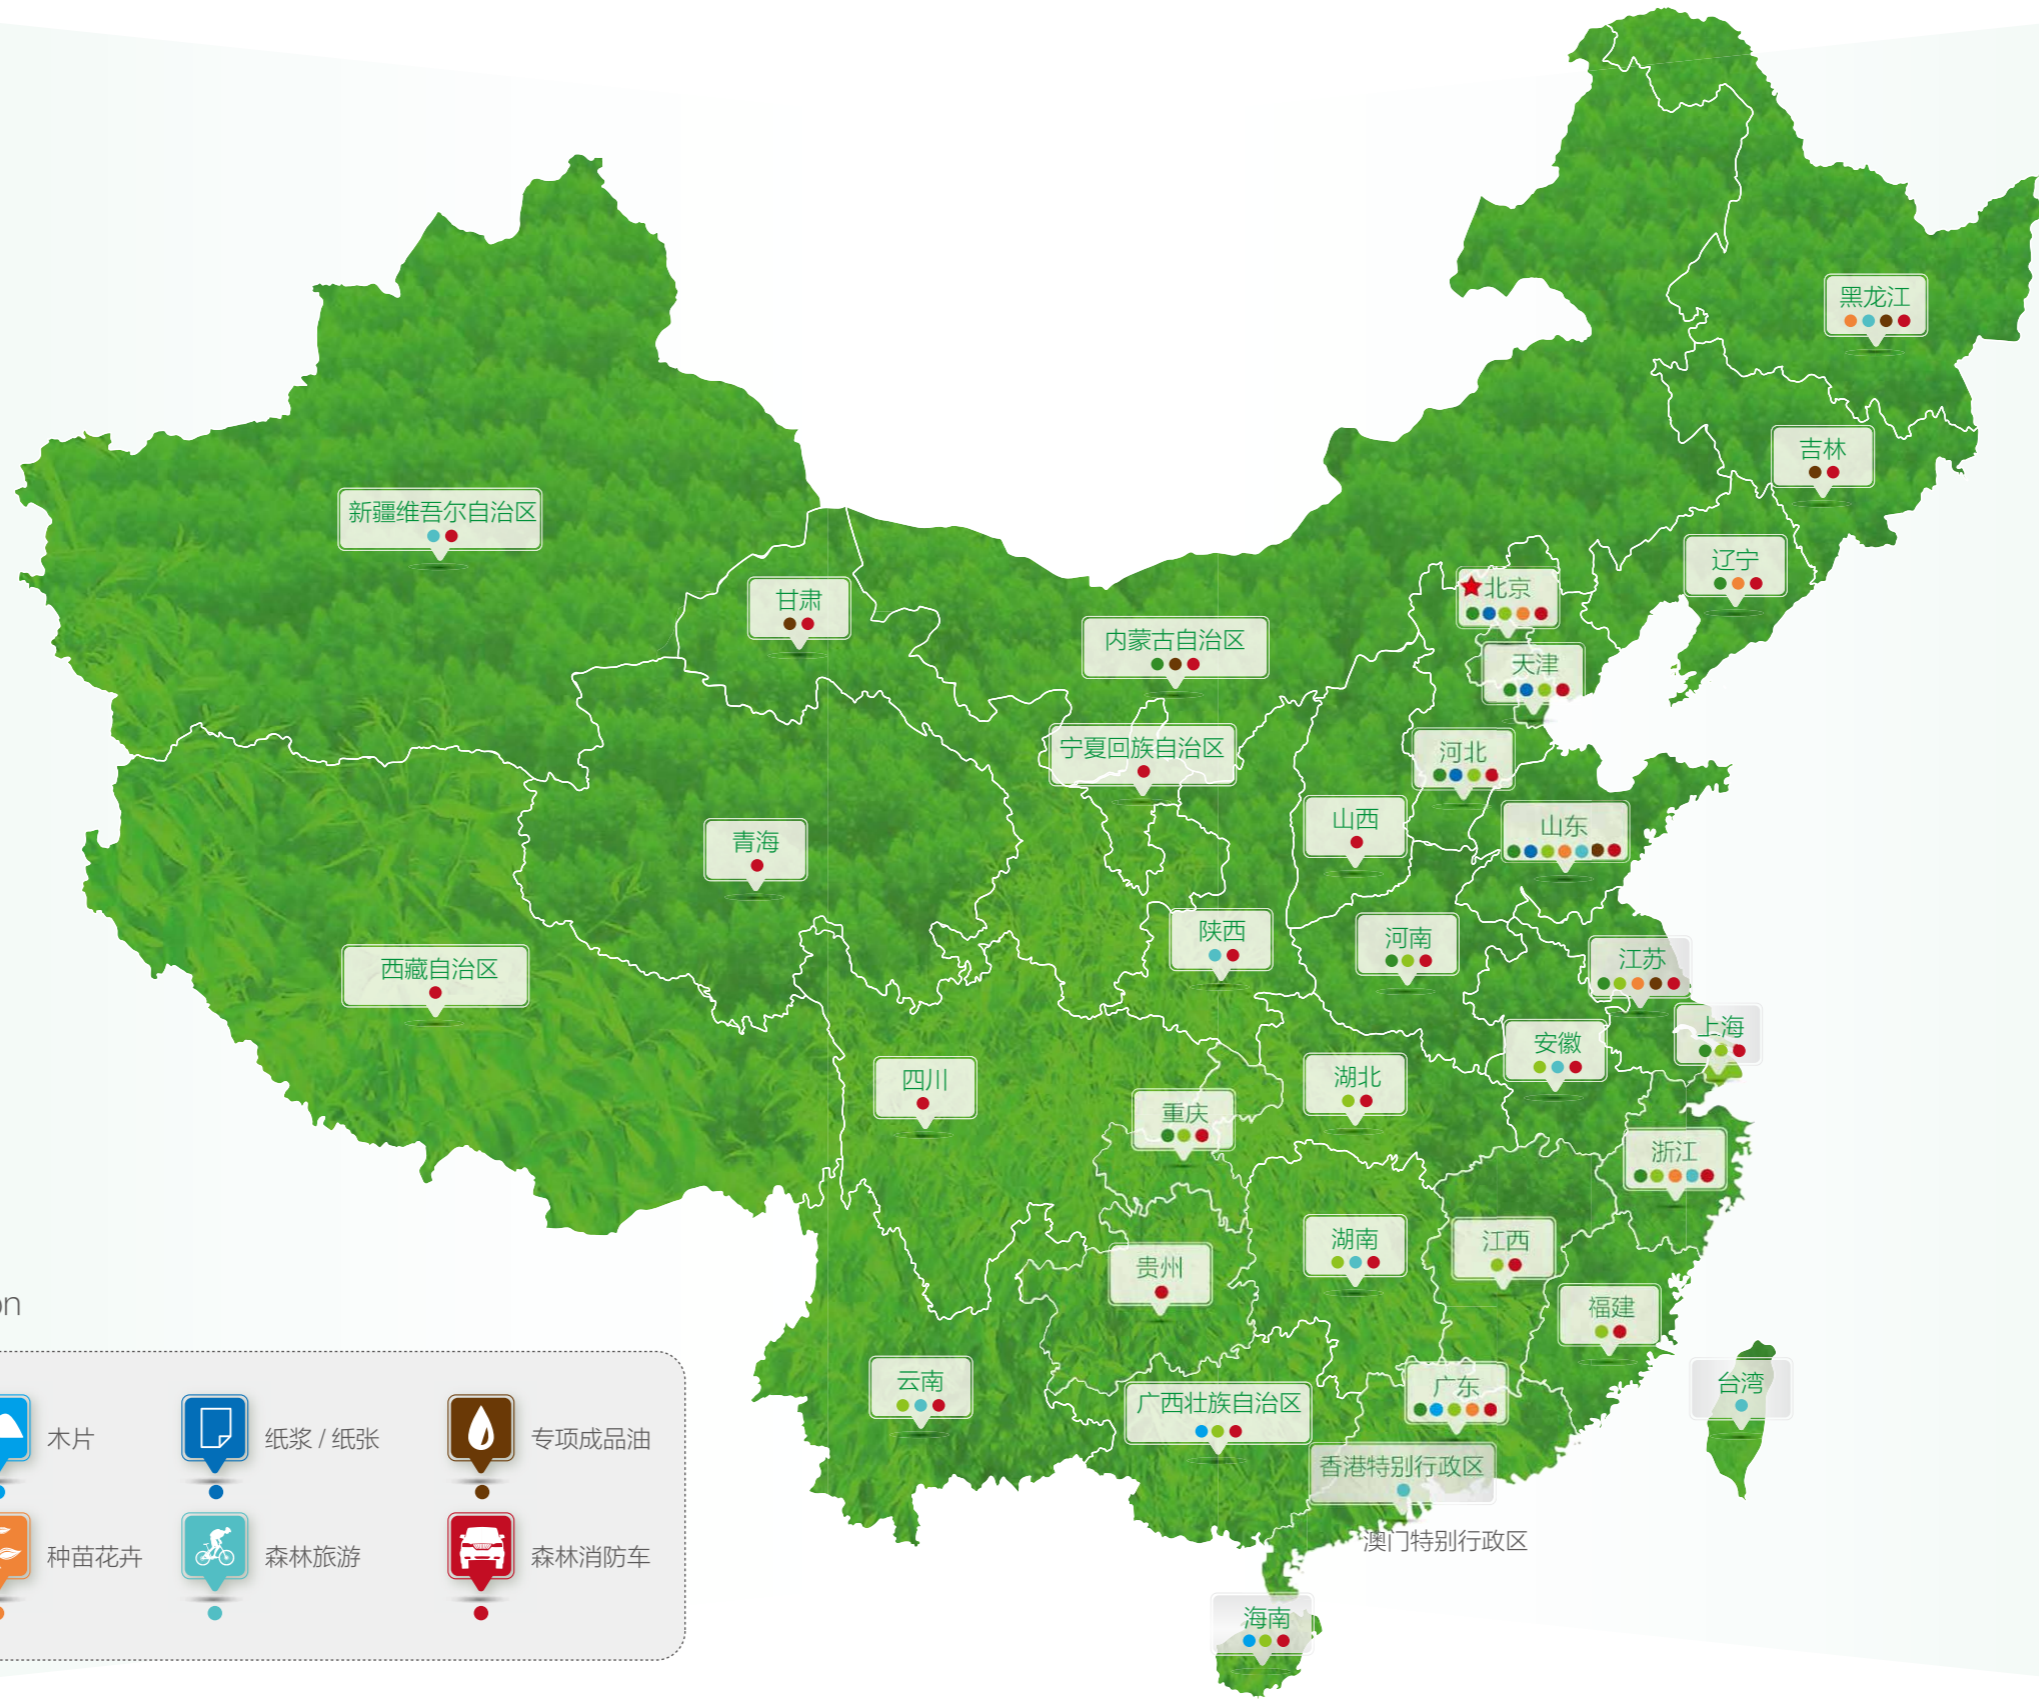 黑龙江
吉林
新疆维吾尔自治区
辽宁
北京
甘肃
内蒙古自治区
天津
宁夏回族自治区
河北
山西
山东
青海
陕西
河南
江苏
西藏自治区
上海
安徽
四川
湖北
重庆
浙江
湖南
江西
贵州
福建
云南
广东
台湾
广西壮族自治区
香港特别行政区
澳门特别行政区
海南
on
木片
纸浆 / 纸张
专项成品油
种苗花卉
森林旅游
森林消防车